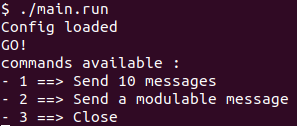 $ ./main.run
Config loaded
GO!
commands available :
- 1 ==> Send 10 messages
- 2 ==> Send a modulable message
- 3 ==> Close